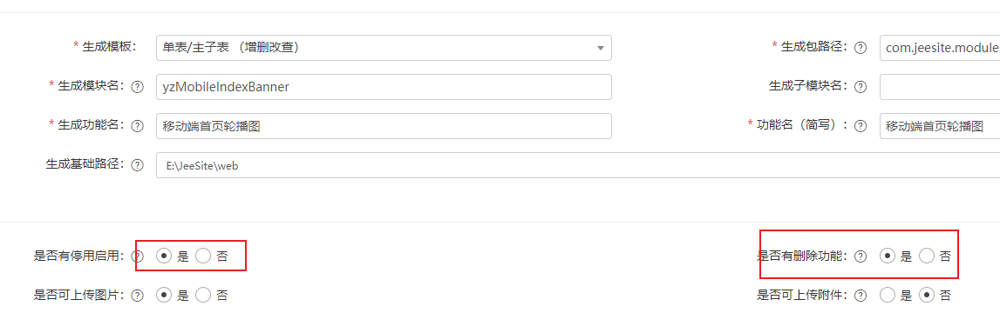 * 生成模板： 单表/主子表 （增删改查） * 生成包路径： ? com.jeesite.module
* 生成模块名： ? yzMobileIndexBanner 生成子模块名： ?
* 生成功能名： ? 移动端首页轮播图 * 功能名（简写）： ? 移动端首页轮播图
生成基础路径： ? E:\JeeSite\web
是否有停用启用： ? 是 否 是否有删除功能： ? 是 否
是否可上传图片： ? 是 否 是否可上传附件： ? 是 否